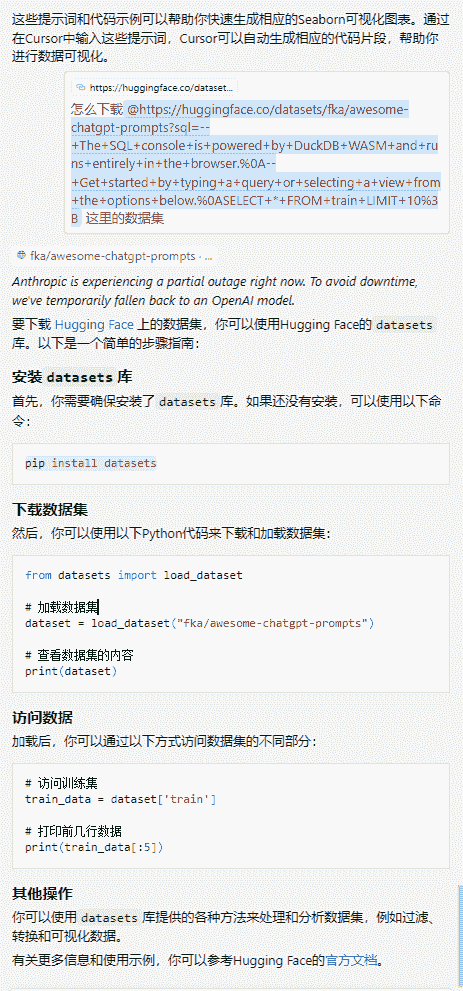 这些提示词和代码示例可以帮助你快速生成相应的Seaborn可视化图表。通过
在Cursor中输入这些提示词，Cursor可以自动生成相应的代码片段，帮助你
进行数据可视化。
https://huggingface.co/dataset...
怎么下载 @https://huggingface.co/datasets/fka/awesome-
chatgpt-prompts?sql=--
+The+SQL+console+is+powered+by+DuckDB+WASM+and+ru
ns+entirely+in+the+browser.%0A--
+Get+started+by+typing+a+query+or+selecting+a+view+from
+the+options+below.%0ASELECT+*+FROM+train+LIMIT+10%3
B 这里的数据集
fka/awesome-chatgpt-prompts · ...
Anthropic is experiencing a partial outage right now. To avoid downtime,
we've temporarily fallen back to an OpenAI model.
要下载 Hugging Face 上的数据集，你可以使用Hugging Face的 datasets
库。以下是一个简单的步骤指南：
安装 datasets 库
首先，你需要确保安装了 datasets 库。如果还没有安装，可以使用以下命
令：
pip install datasets
下载数据集
然后，你可以使用以下Python代码来下载和加载数据集：
from datasets import load_dataset
# 加载数据集
dataset = load_dataset("fka/awesome-chatgpt-prompts")
# 查看数据集的内容
print(dataset)
访问数据
加载后，你可以通过以下方式访问数据集的不同部分：
# 访问训练集
train_data = dataset['train']
# 打印前几行数据
print(train_data[:5])
其他操作
你可以使用 datasets 库提供的各种方法来处理和分析数据集，例如过滤、
转换和可视化数据。
有关更多信息和使用示例，你可以参考Hugging Face的官方文档。